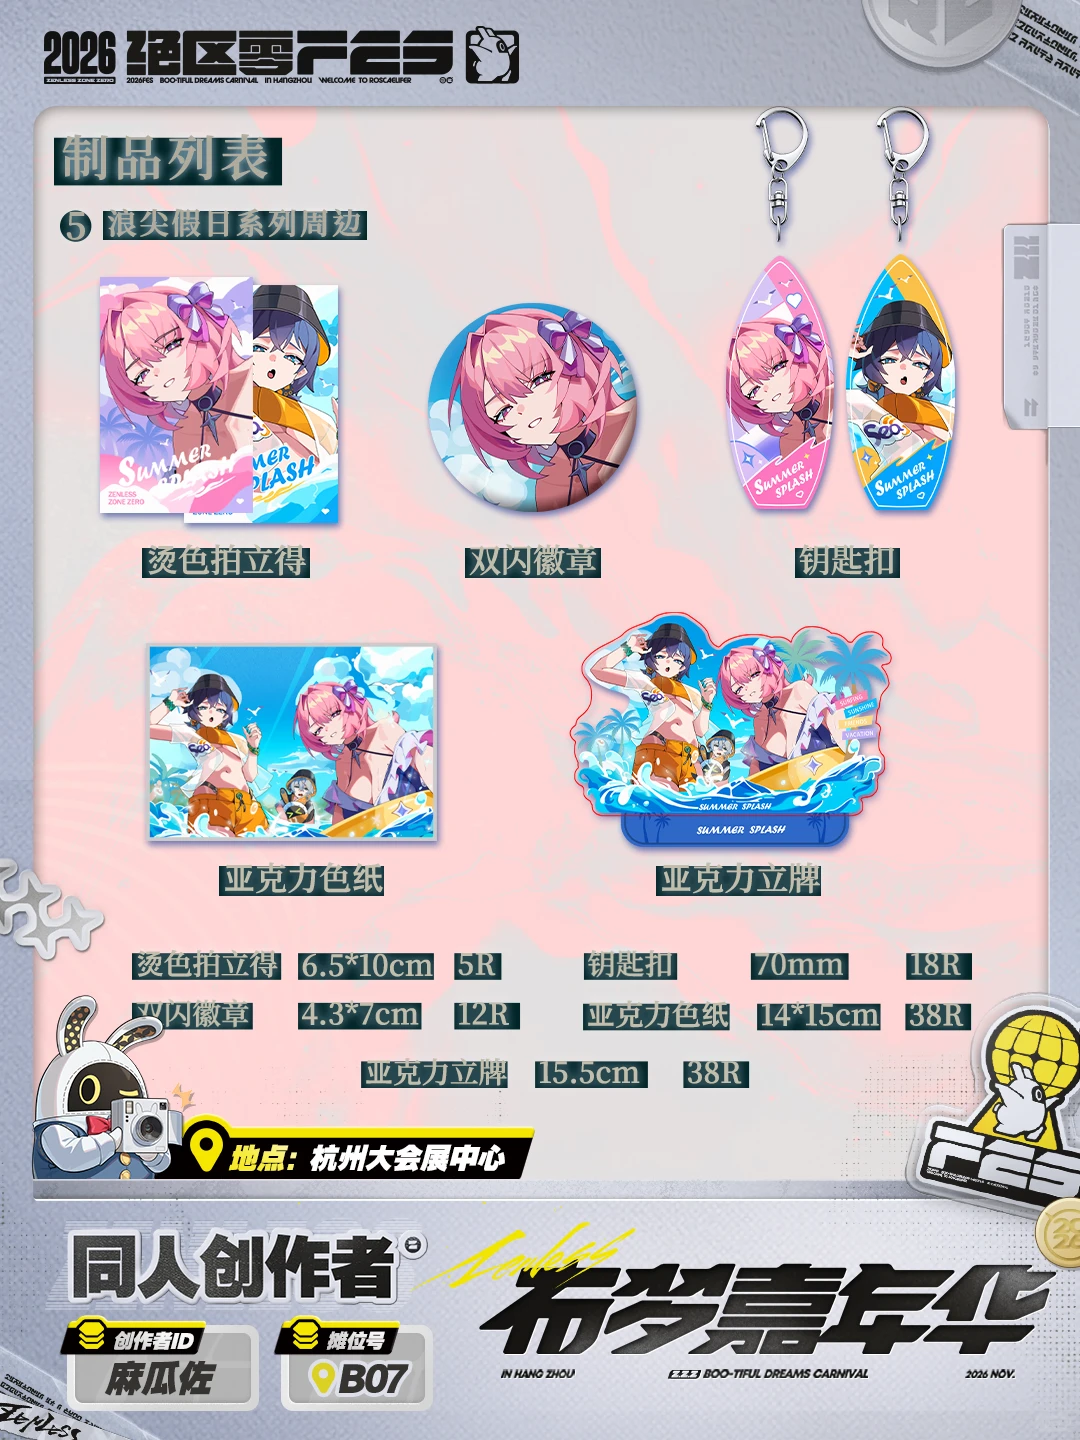 2026 绝区零FES
ZENLESS ZONE ZERO 2026FES BOO-TIFUL DREAMS CARNIVAL IN HANGZHOU WELCOME TO ROSCAELIFER
制品列表
5 浪尖假日系列周边
SUMMER SPLASH
ZENLESS ZONE ZERO
SUMMER SPLASH
SUMMER SPLASH
Sea
SUMMER SPLASH
烫色拍立得
双闪徽章
钥匙扣
SURFING
SUNSHINE
FRIENDS
VACATION
SUMMER SPLASH
SUMMER SPLASH
亚克力色纸
亚克力立牌
烫色拍立得 6.5*10cm 5R 钥匙扣 70mm 18R
双闪徽章 4.3*7cm 12R 亚克力色纸 14*15cm 38R
亚克力立牌 15.5cm 38R
地点：杭州大会展中心
FES
同人创作者
创作者ID
麻瓜佐
摊位号
B07
Zenless
布梦嘉年华
IN HANG ZHOU ZZZ BOO-TIFUL DREAMS CARNIVAL 2026 NOV.